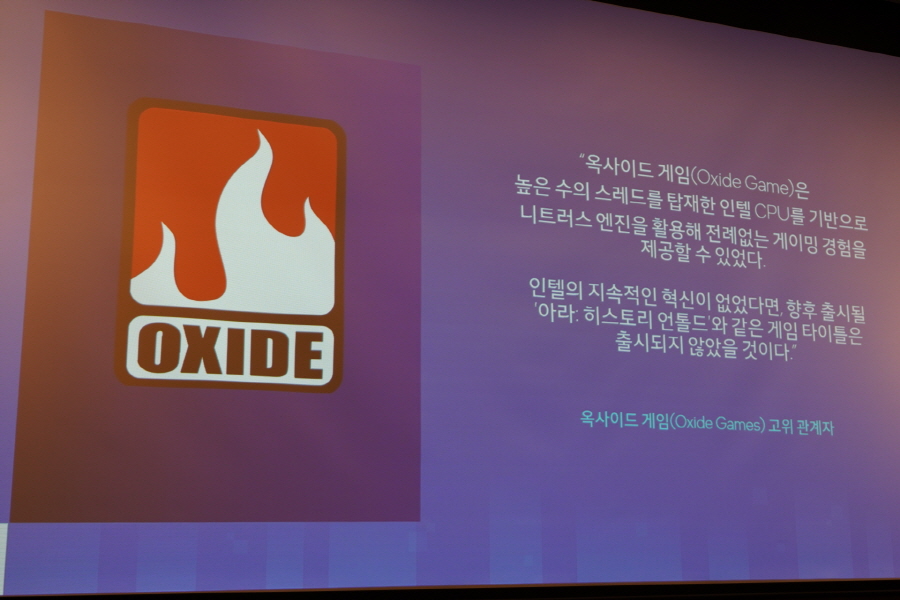 OXIDE
“옥사이드 게임(Oxide Game)은
높은 수의 스레드를 탑재한 인텔 CPU를 기반으로
니트러스 엔진을 활용해 전례없는 게이밍 경험을
제공할 수 있었다.
인텔의 지속적인 혁신이 없었다면, 향후 출시될
'아라: 히스토리 언톨드'와 같은 게임 타이틀은
출시되지 않았을 것이다.”
옥사이드 게임(Oxide Games) 고위 관계자